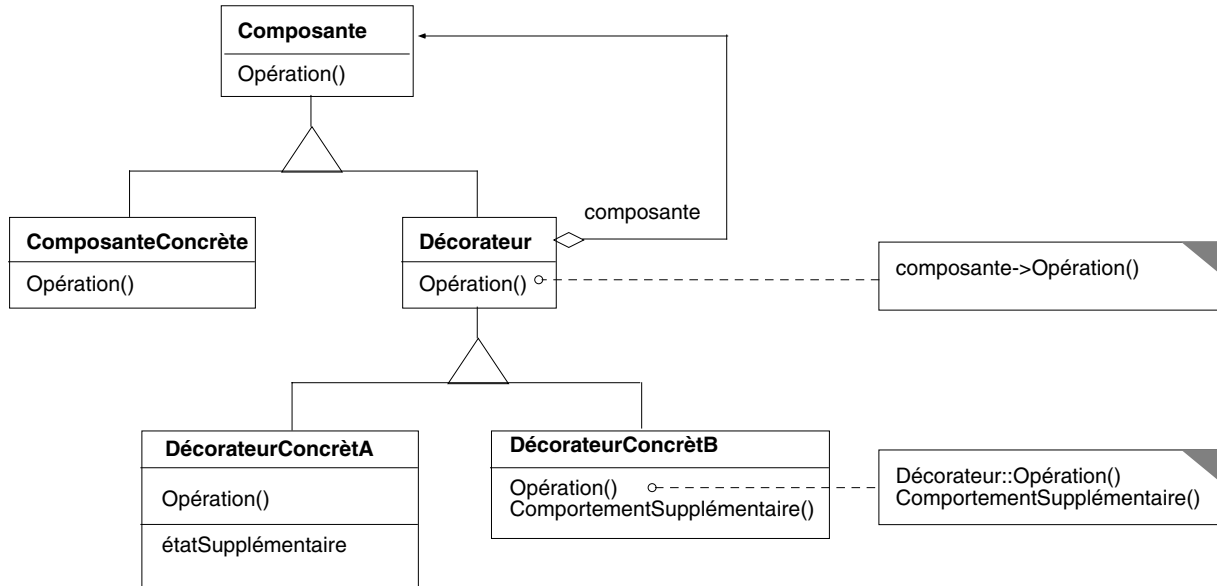 Composante
Opération()
composante
ComposanteConcrète
Opération()
Décorateur
Opération()
composante->Opération()
DécorateurConcrètA
Opération()
étatSupplémentaire
DécorateurConcrètB
Opération()
ComportementSupplémentaire()
Décorateur::Opération()
ComportementSupplémentaire()